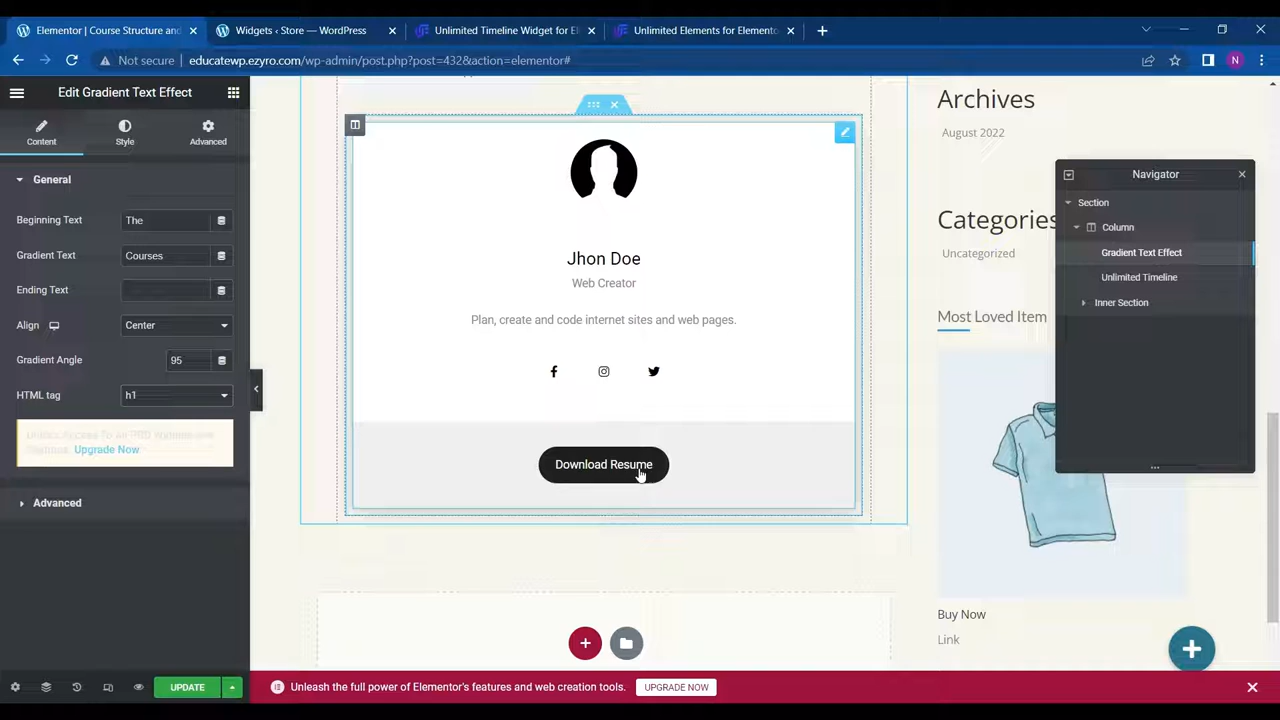 Elementor | Course Structure and
Widgets ‹ Store — WordPress
Unlimited Timeline Widget for El
Unlimited Elements for Elemento
Not secure
educatewp.ezyro.com/wp-admin/post.php?post=432&action=elementor#
N
Edit Gradient Text Effect
Content
Style
Advanced
General
Beginning Text
The
Gradient Text
Courses
Ending Text
Align
Center
Gradient Angle
95
HTML tag
h1
Upgrade Now
Advanced
UPDATE
Jhon Doe
Web Creator
Plan, create and code internet sites and web pages.
Download Resume
Archives
August 2022
Categories
Uncategorized
Most Loved Item
Buy Now
Link
Navigator
Section
Column
Gradient Text Effect
Unlimited Timeline
Inner Section
Unleash the full power of Elementor's features and web creation tools.
UPGRADE NOW